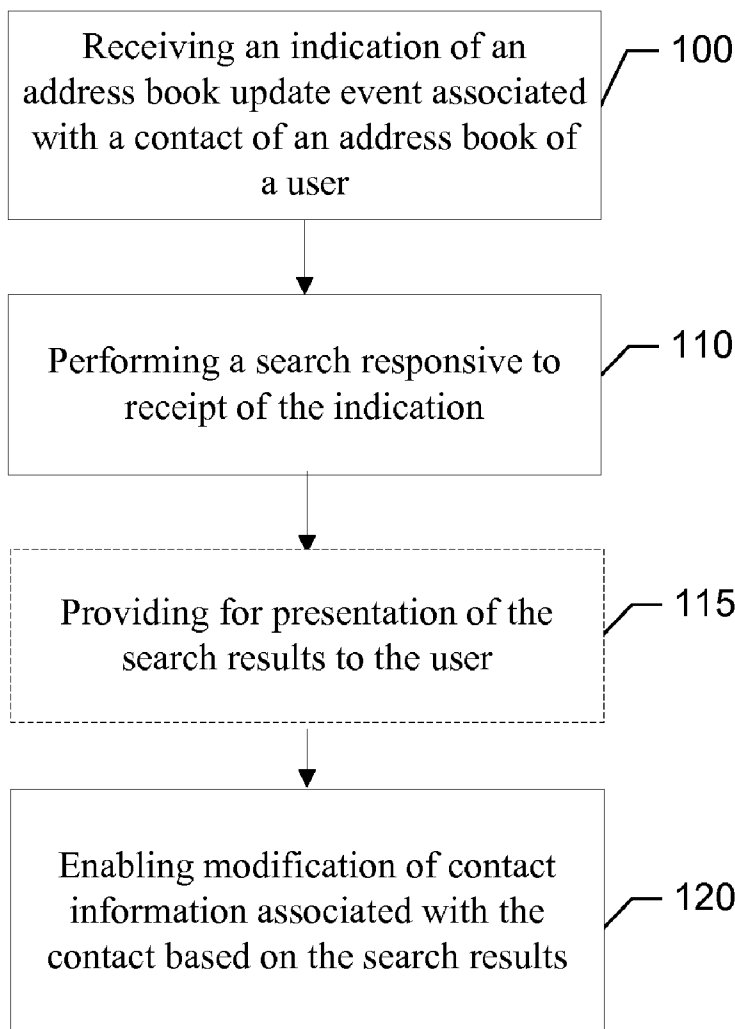 Receiving an indication of an
address book update event associated
with a contact of an address book of
a user
100
Performing a search responsive to
receipt of the indication
110
Providing for presentation of the
search results to the user
115
Enabling modification of contact
information associated with the
contact based on the search results
120